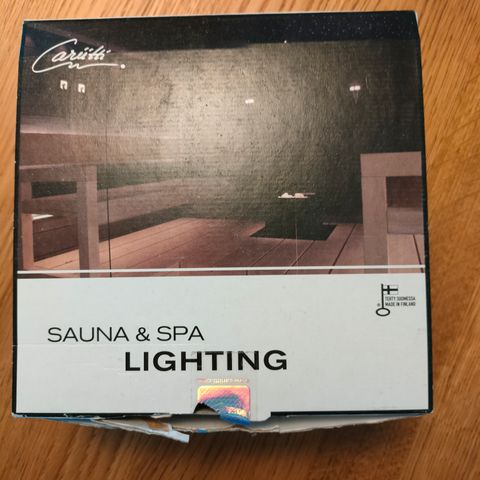 Cariitti
TEHTY SUOMESSA
MADE IN FINLAND
SAUNA & SPA
LIGHTING